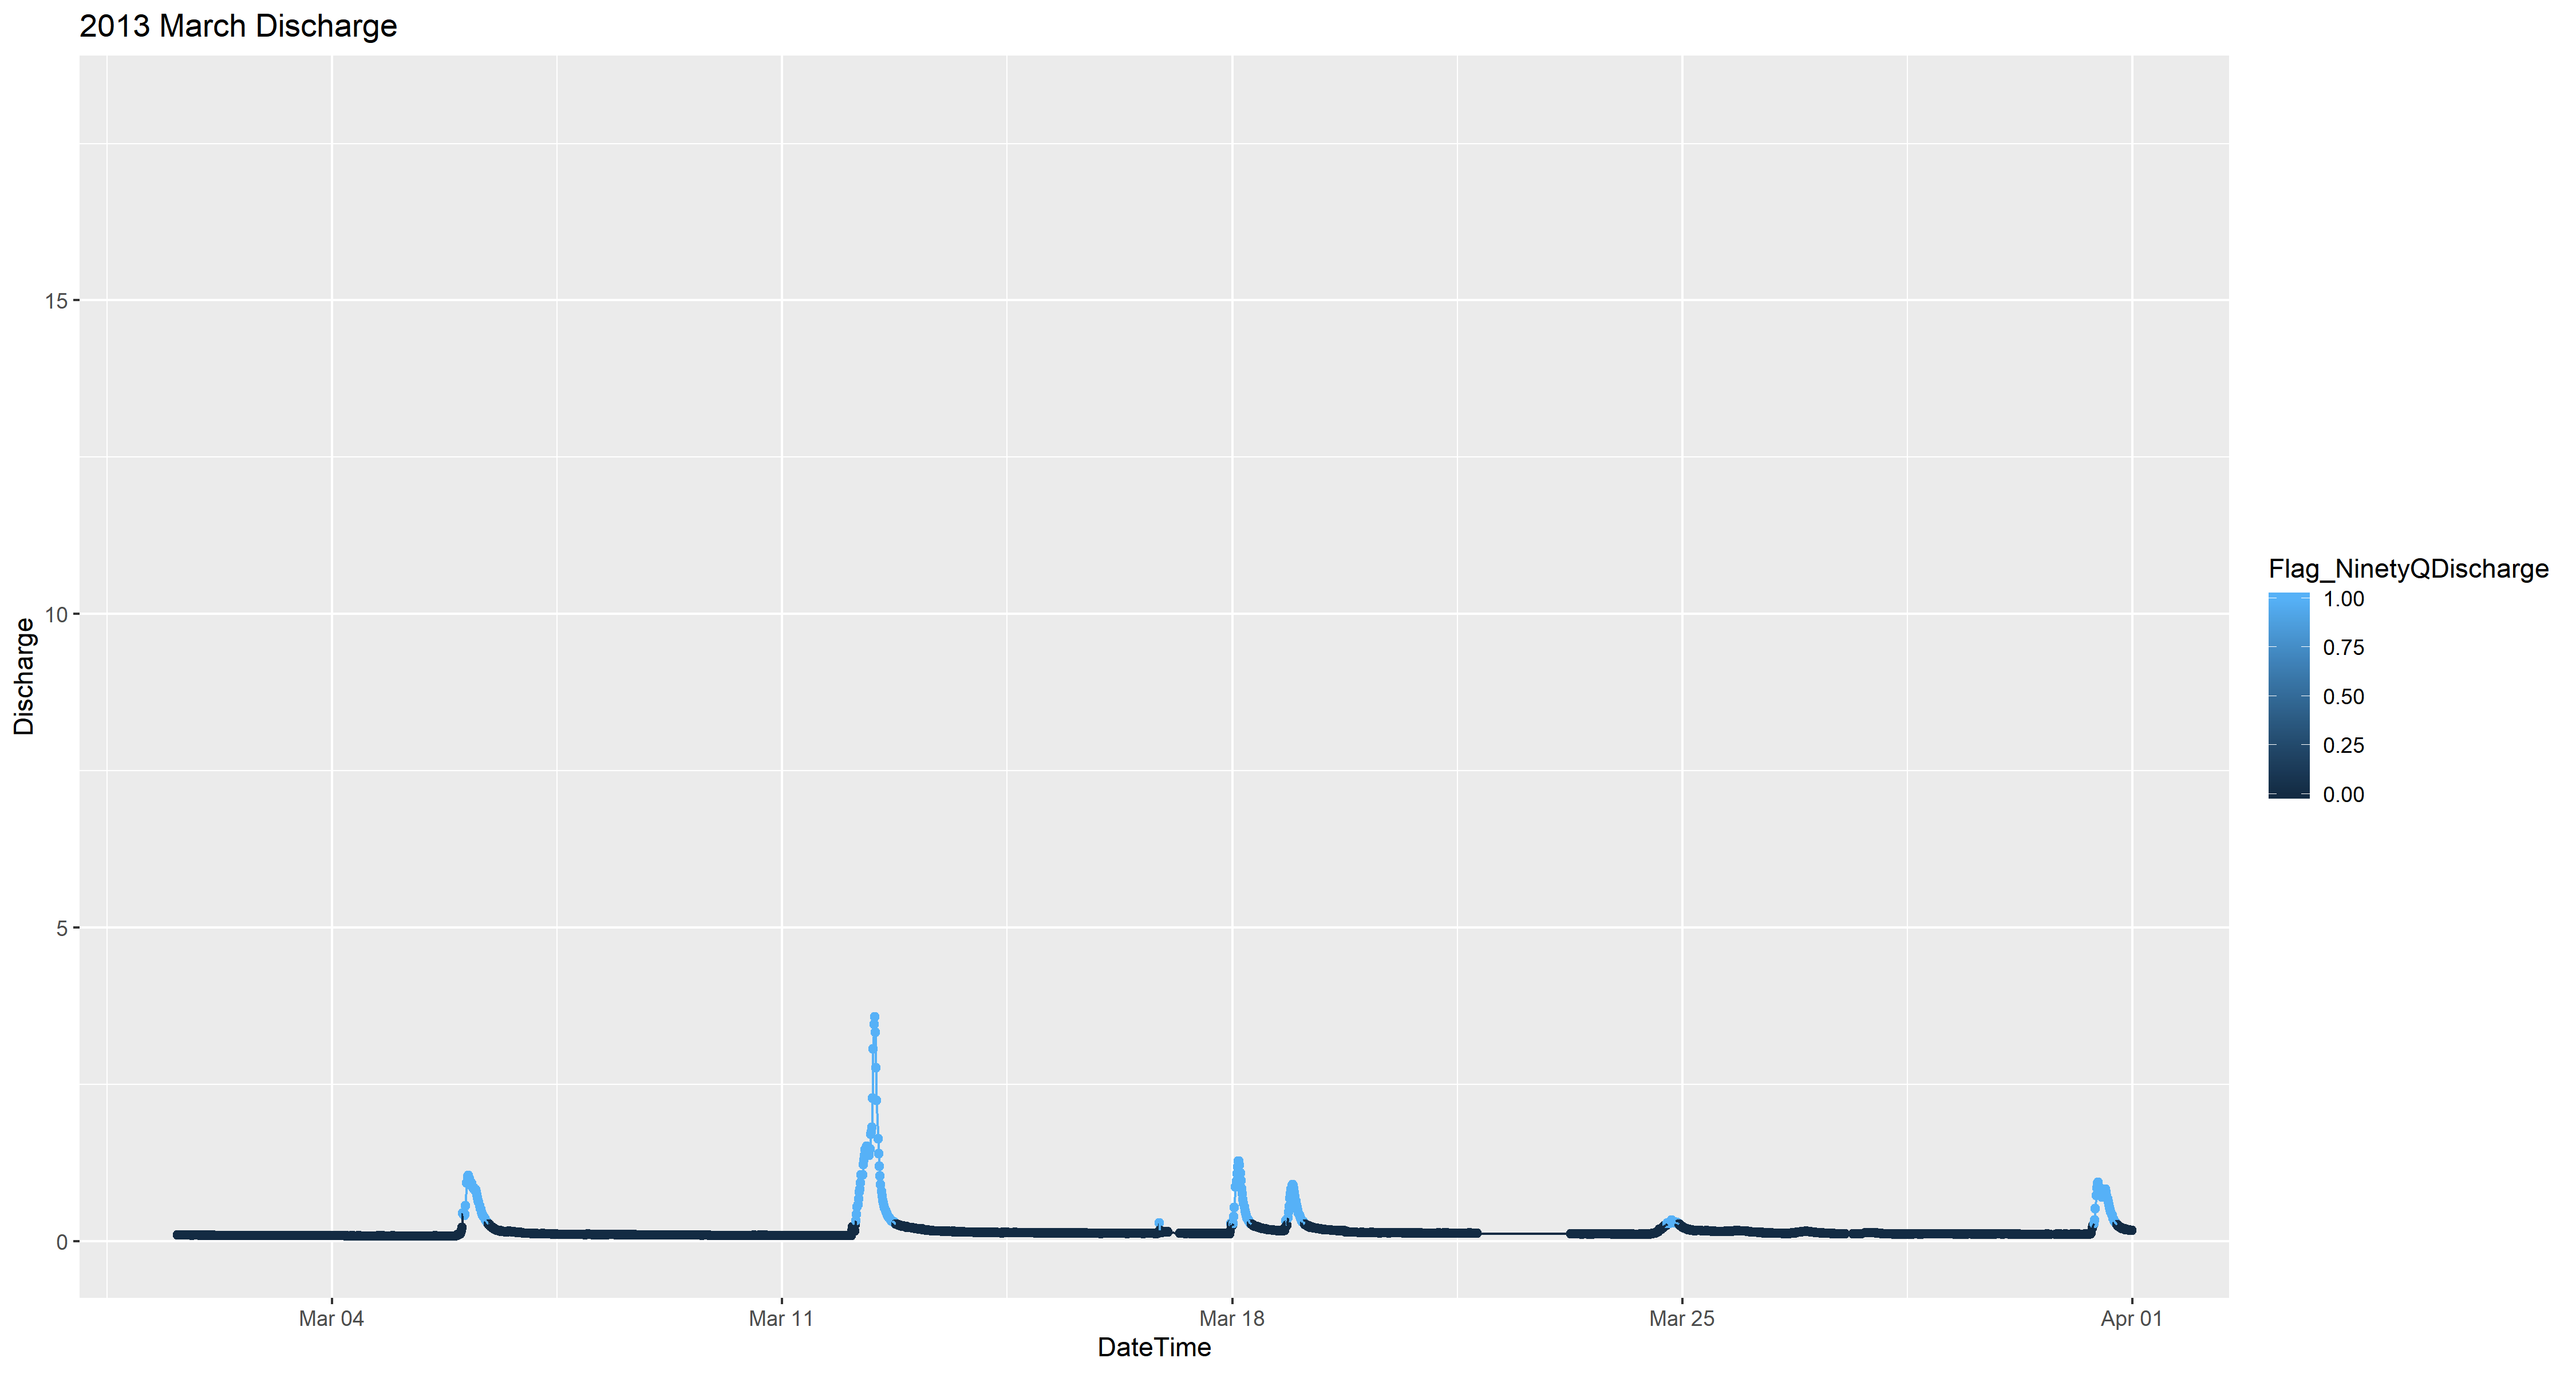 2013 March Discharge
15
10
5
0
Discharge
Mar 04
Mar 11
Mar 18
Mar 25
Apr 01
DateTime
Flag_NinetyQDischarge
1.00
0.75
0.50
0.25
0.00